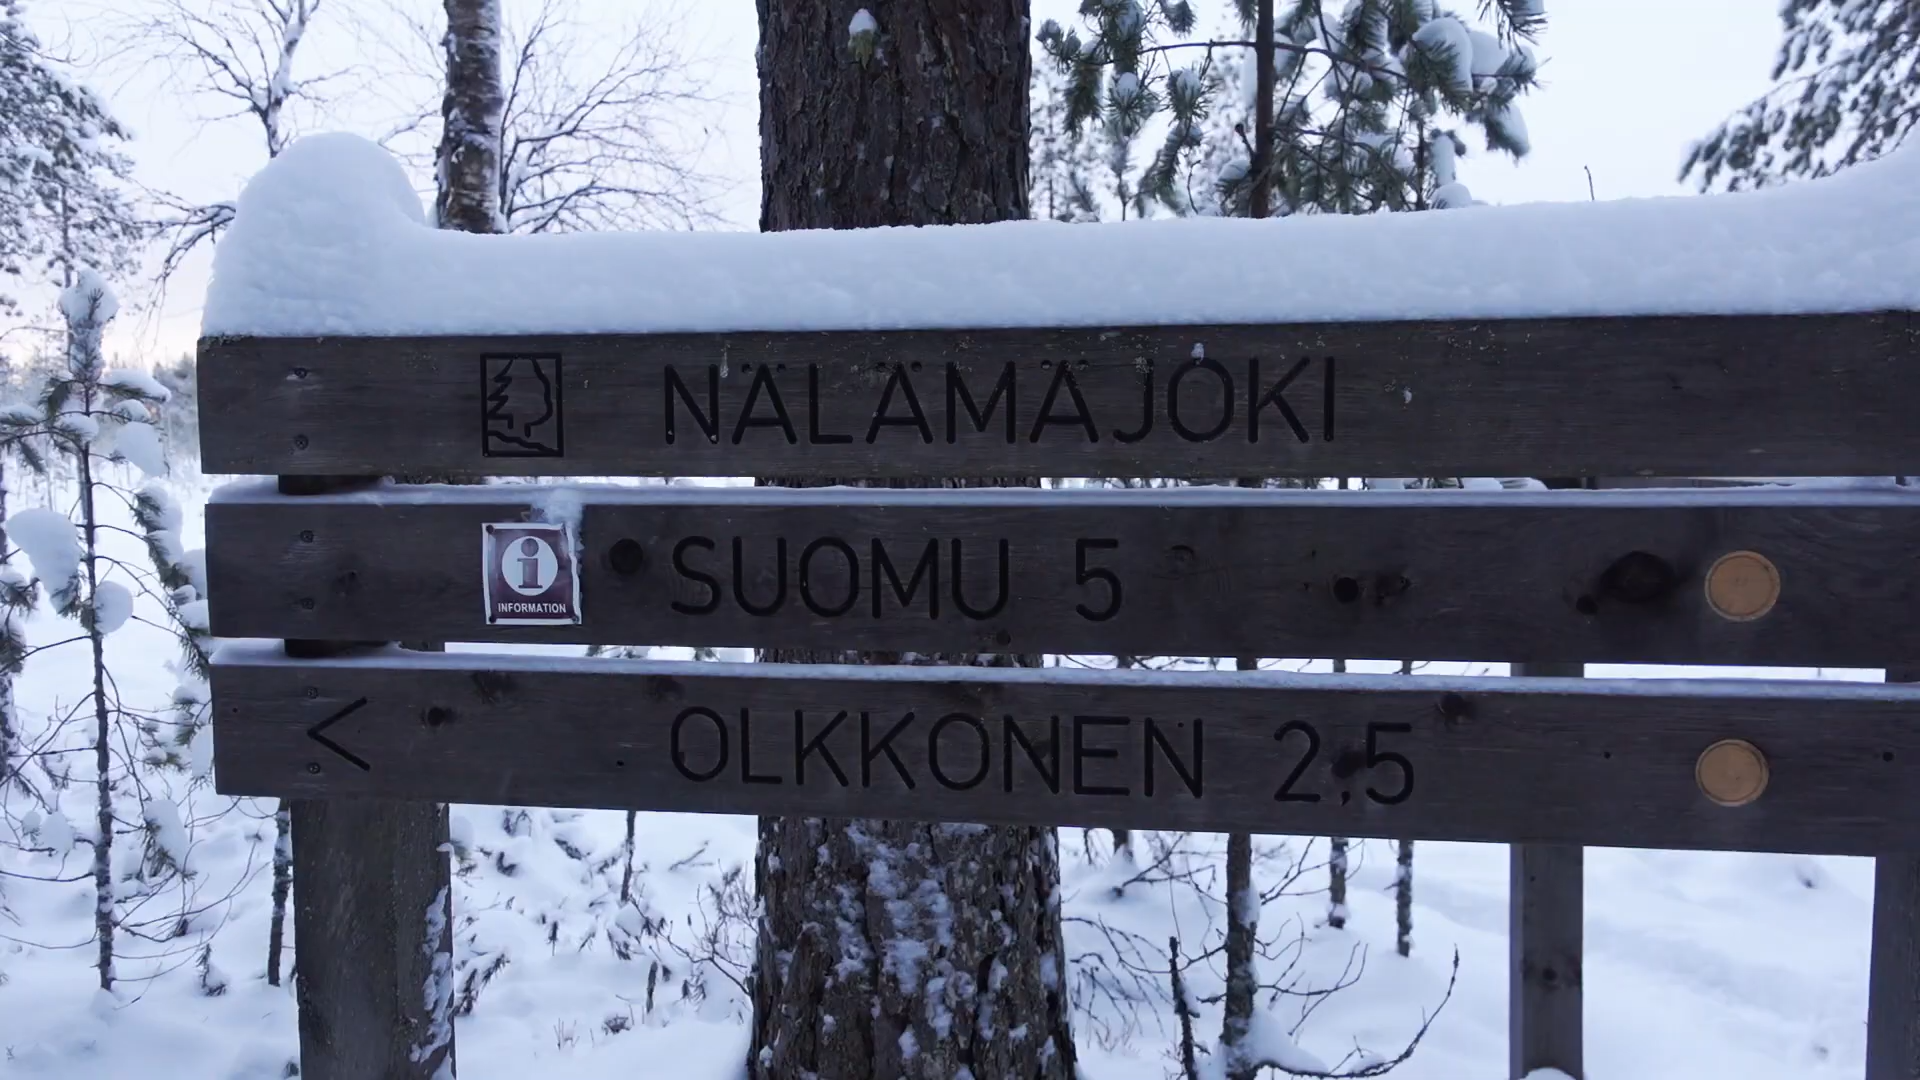 NÄLÄMÄJOKI
i
INFORMATION
SUOMU 5
< OLKKONEN 2,5